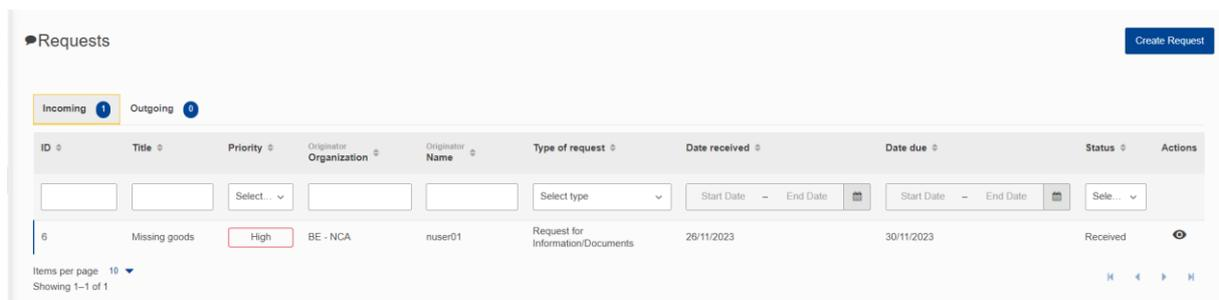 Requests
Create Request
Incoming 1 Outgoing 0
ID Title Priority Originator Organization Originator Name Type of request Date received Date due Status Actions
Select... Select type Start Date – End Date Start Date – End Date Sele...
6 Missing goods High BE - NCA nuser01 Request for Information/Documents 26/11/2023 30/11/2023 Received
Items per page 10
Showing 1–1 of 1